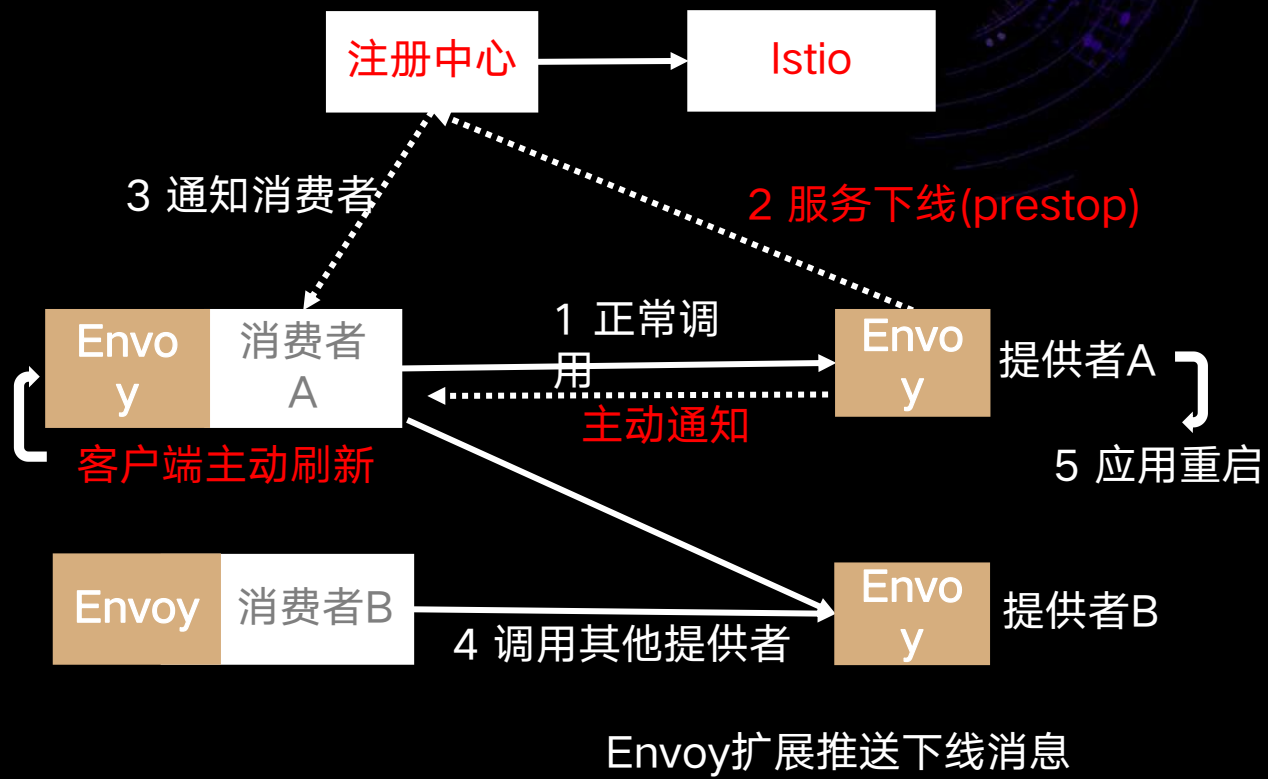 注册中心
Istio
3 通知消费者
2 服务下线(prestop)
Envo
y
消费者
A
1 正常调
用
主动通知
Envo
y
提供者A
客户端主动刷新
5 应用重启
Envoy
消费者B
4 调用其他提供者
Envo
y
提供者B
Envoy扩展推送下线消息